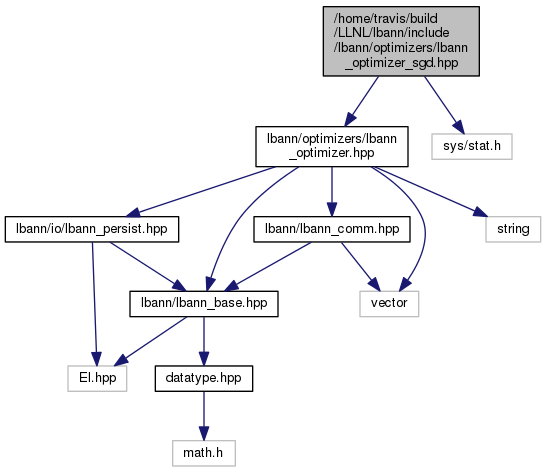 /home/travis/build
/LLNL/lbann/include
/lbann/optimizers/lbann
_optimizer_sgd.hpp
lbann/optimizers/lbann
_optimizer.hpp
sys/stat.h
lbann/io/lbann_persist.hpp
lbann/lbann_comm.hpp
string
lbann/lbann_base.hpp
vector
El.hpp
datatype.hpp
math.h